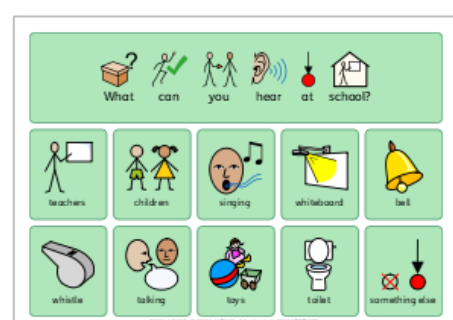 What can you hear at school?
teachers children singing whiteboard bell
whistle talking toys toilet something else